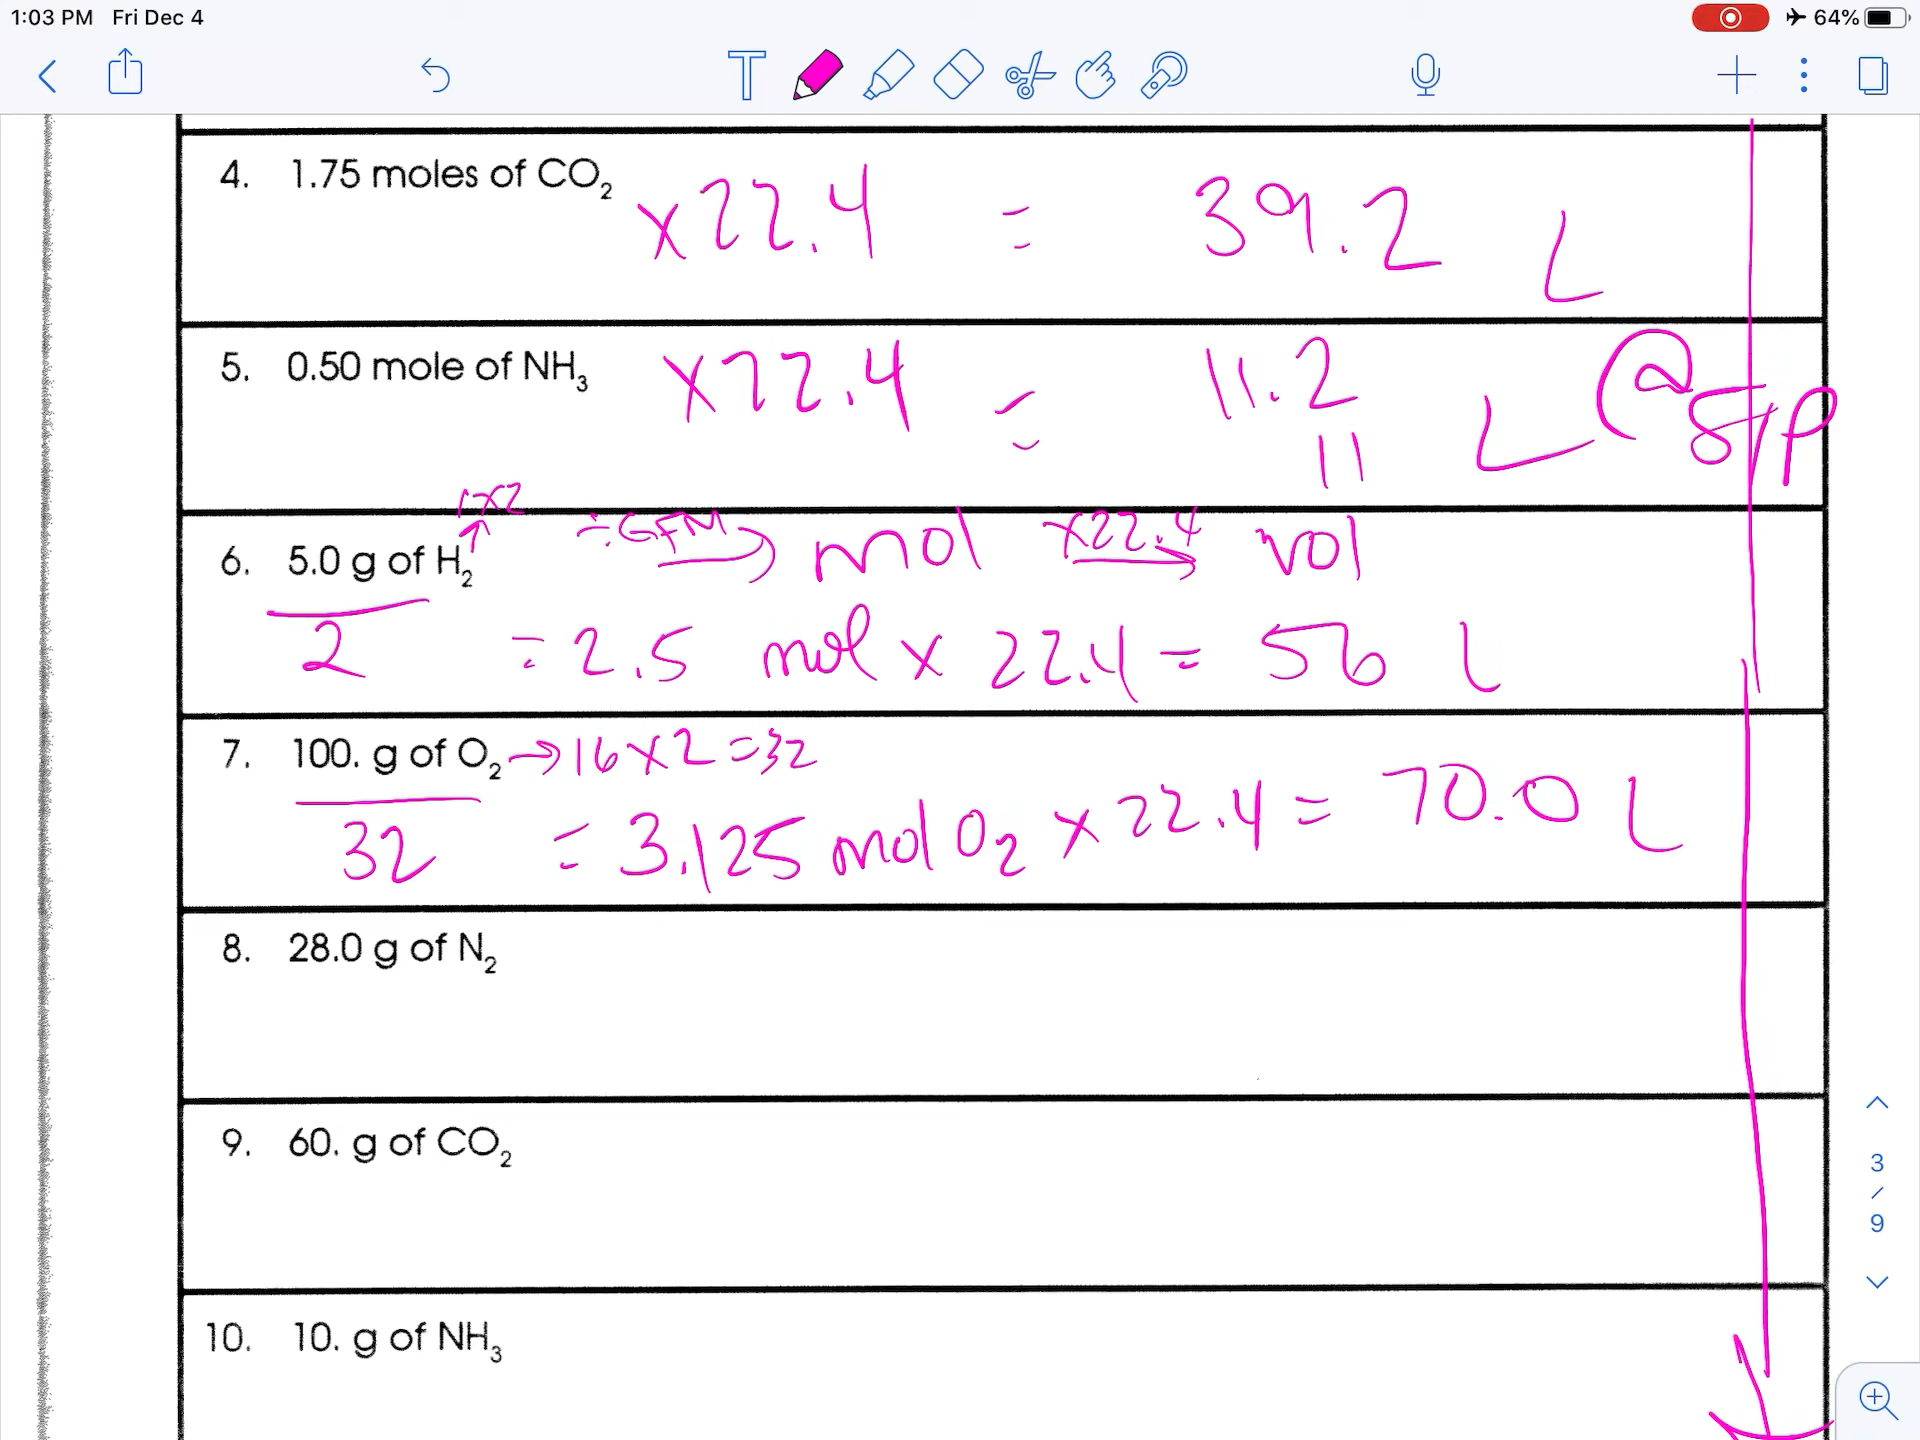 1:03 PM Fri Dec 4 64%
4. 1.75 moles of CO₂ x22.4 = 39.2 L
5. 0.50 mole of NH₃ x22.4 = 11.2 L @ STP
11
1x2
6. 5.0 g of H₂ ÷GFM mol x22.4 vol
2 = 2.5 mol x 22.4 = 56 L
7. 100. g of O₂ → 16 x 2 = 32
32 = 3.125 mol O₂ x 22.4 = 70.0 L
8. 28.0 g of N₂
9. 60. g of CO₂
10. 10. g of NH₃
3
/
9